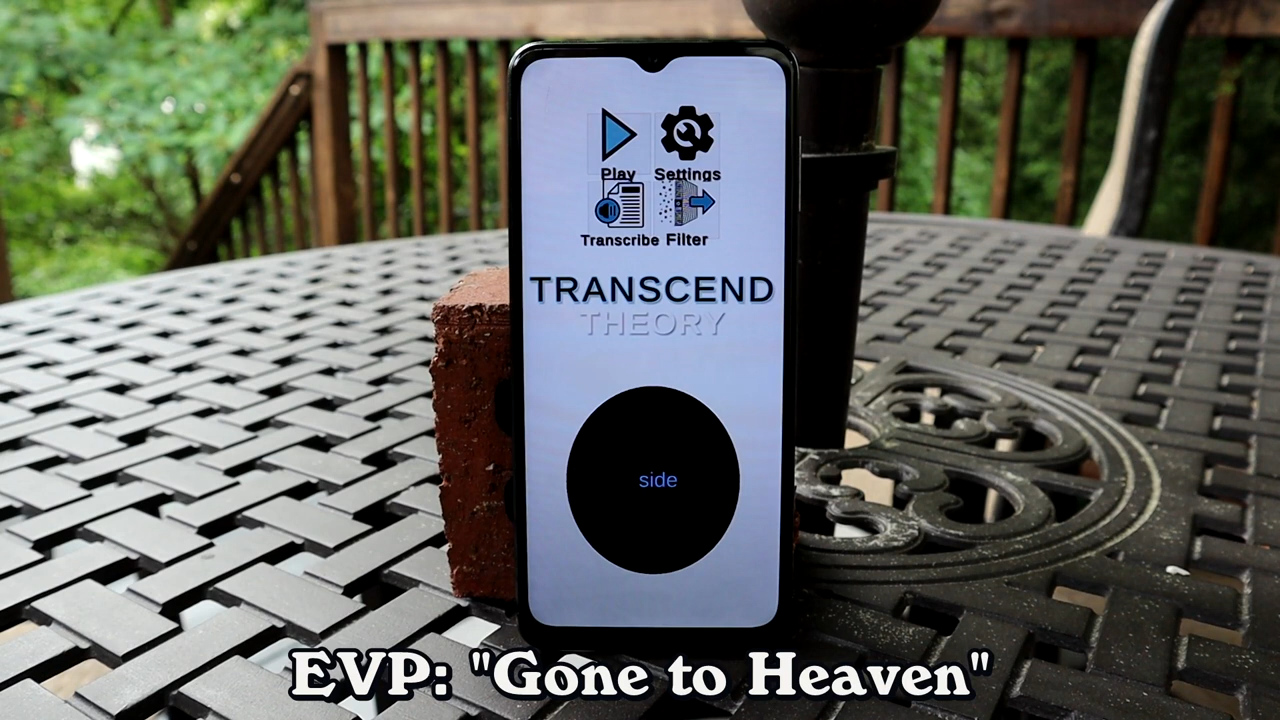 Play Settings
Transcribe Filter
TRANSCEND
THEORY
side
EVP: "Gone to Heaven"